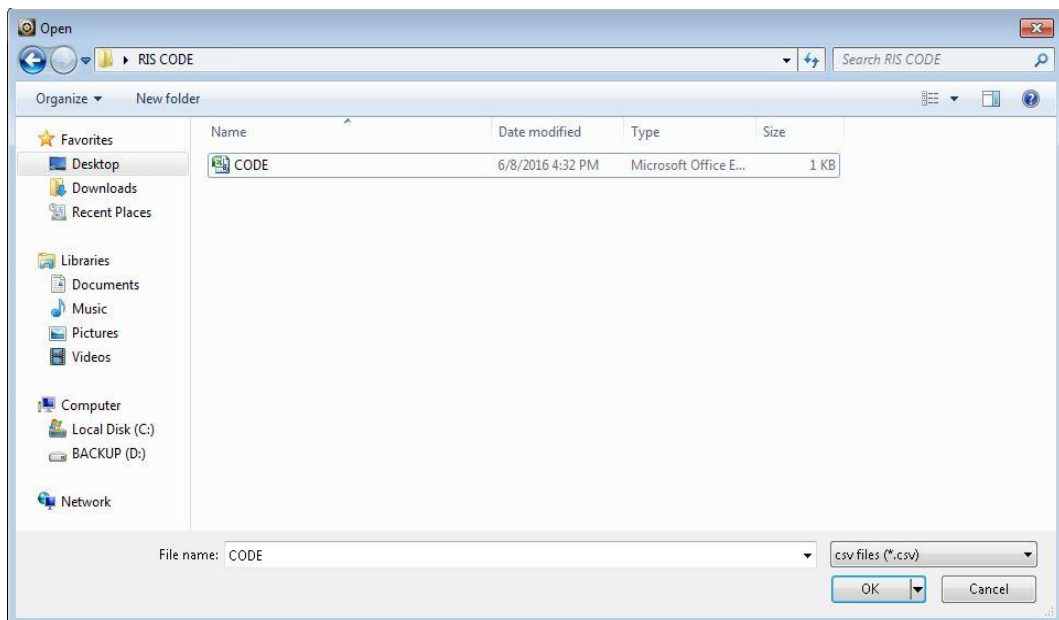 Open
RIS CODE
Search RIS CODE
Organize
New folder
Name
Date modified
Type
Size
Favorites
Desktop
Downloads
Recent Places
Libraries
Documents
Music
Pictures
Videos
Computer
Local Disk (C:)
BACKUP (D:)
Network
CODE
6/8/2016 4:32 PM
Microsoft Office E...
1 KB
File name: CODE
csv files (*.csv)
OK
Cancel